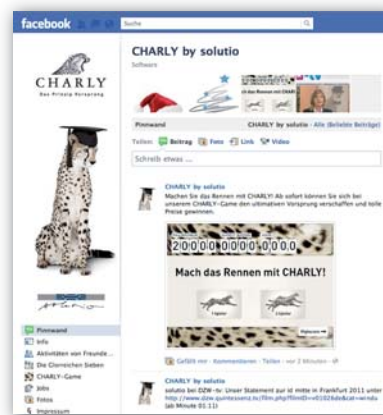 facebook
Suche
CHARLY
Das Prinzip Vorsprung
CHARLY by solutio
Software
Pinnwand CHARLY by solutio · Alle (Beliebte Beiträge)
Teilen: Beitrag Foto Link Video
Schreib etwas ...
CHARLY by solutio
Machen Sie das Rennen mit CHARLY! Ab sofort können Sie sich bei
unserem CHARLY-Game den ultimativen Vorsprung verschaffen und tolle
Preise gewinnen.
Mach das Rennen mit CHARLY!
1 Spieler 2 Spieler
Gefällt mir · Kommentieren · Teilen · vor 2 Minuten
solutio
Pinnwand
Info
Aktivitäten von Freunde...
Die Glorreichen Sieben
CHARLY-Game
Jobs
Fotos
Impressum
CHARLY by solutio
solutio bei DZW-tv: Unser Statement zur id mitte in Frankfurt 2011 unter
(ab Minute 01.11)